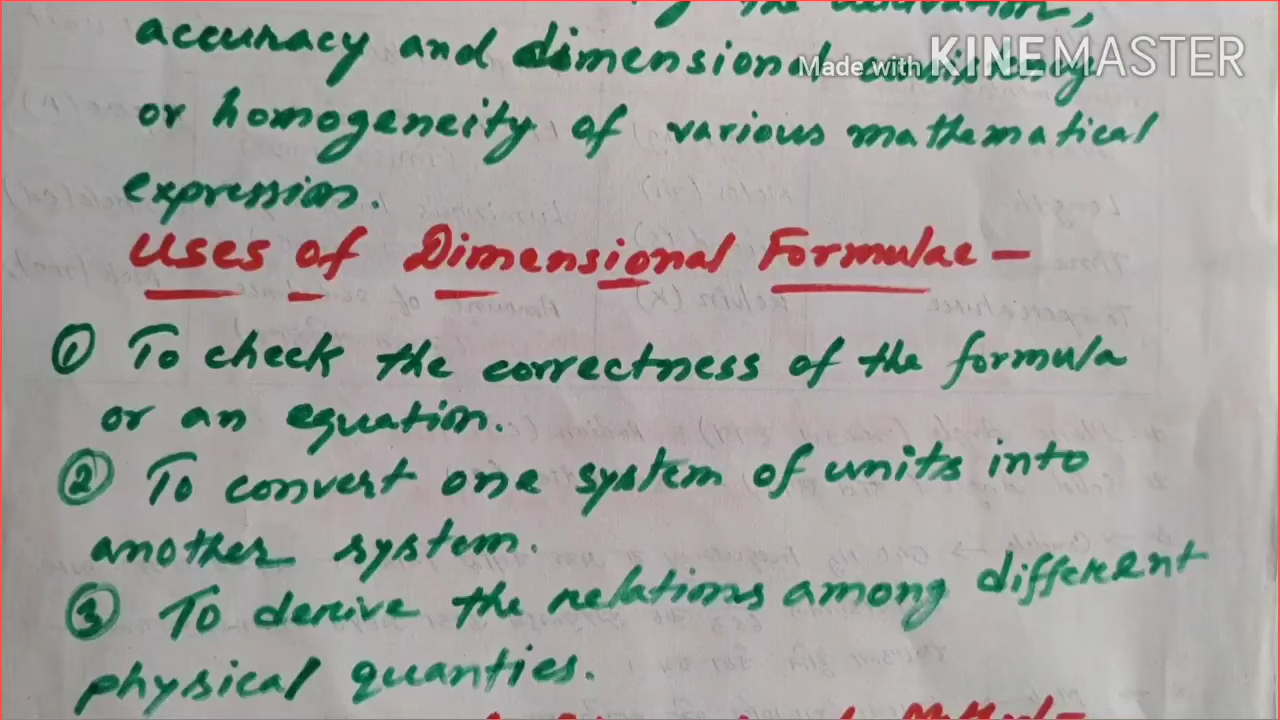 the
accuracy and dimensional
Made with KINEMASTER
or homogeneity of various mathematical
expression.
Uses of Dimensional Formulae –
① To check the correctness of the formula
or an equation.
② To convert one system of units into
another system.
③ To derive the relations among different
physical quanties.